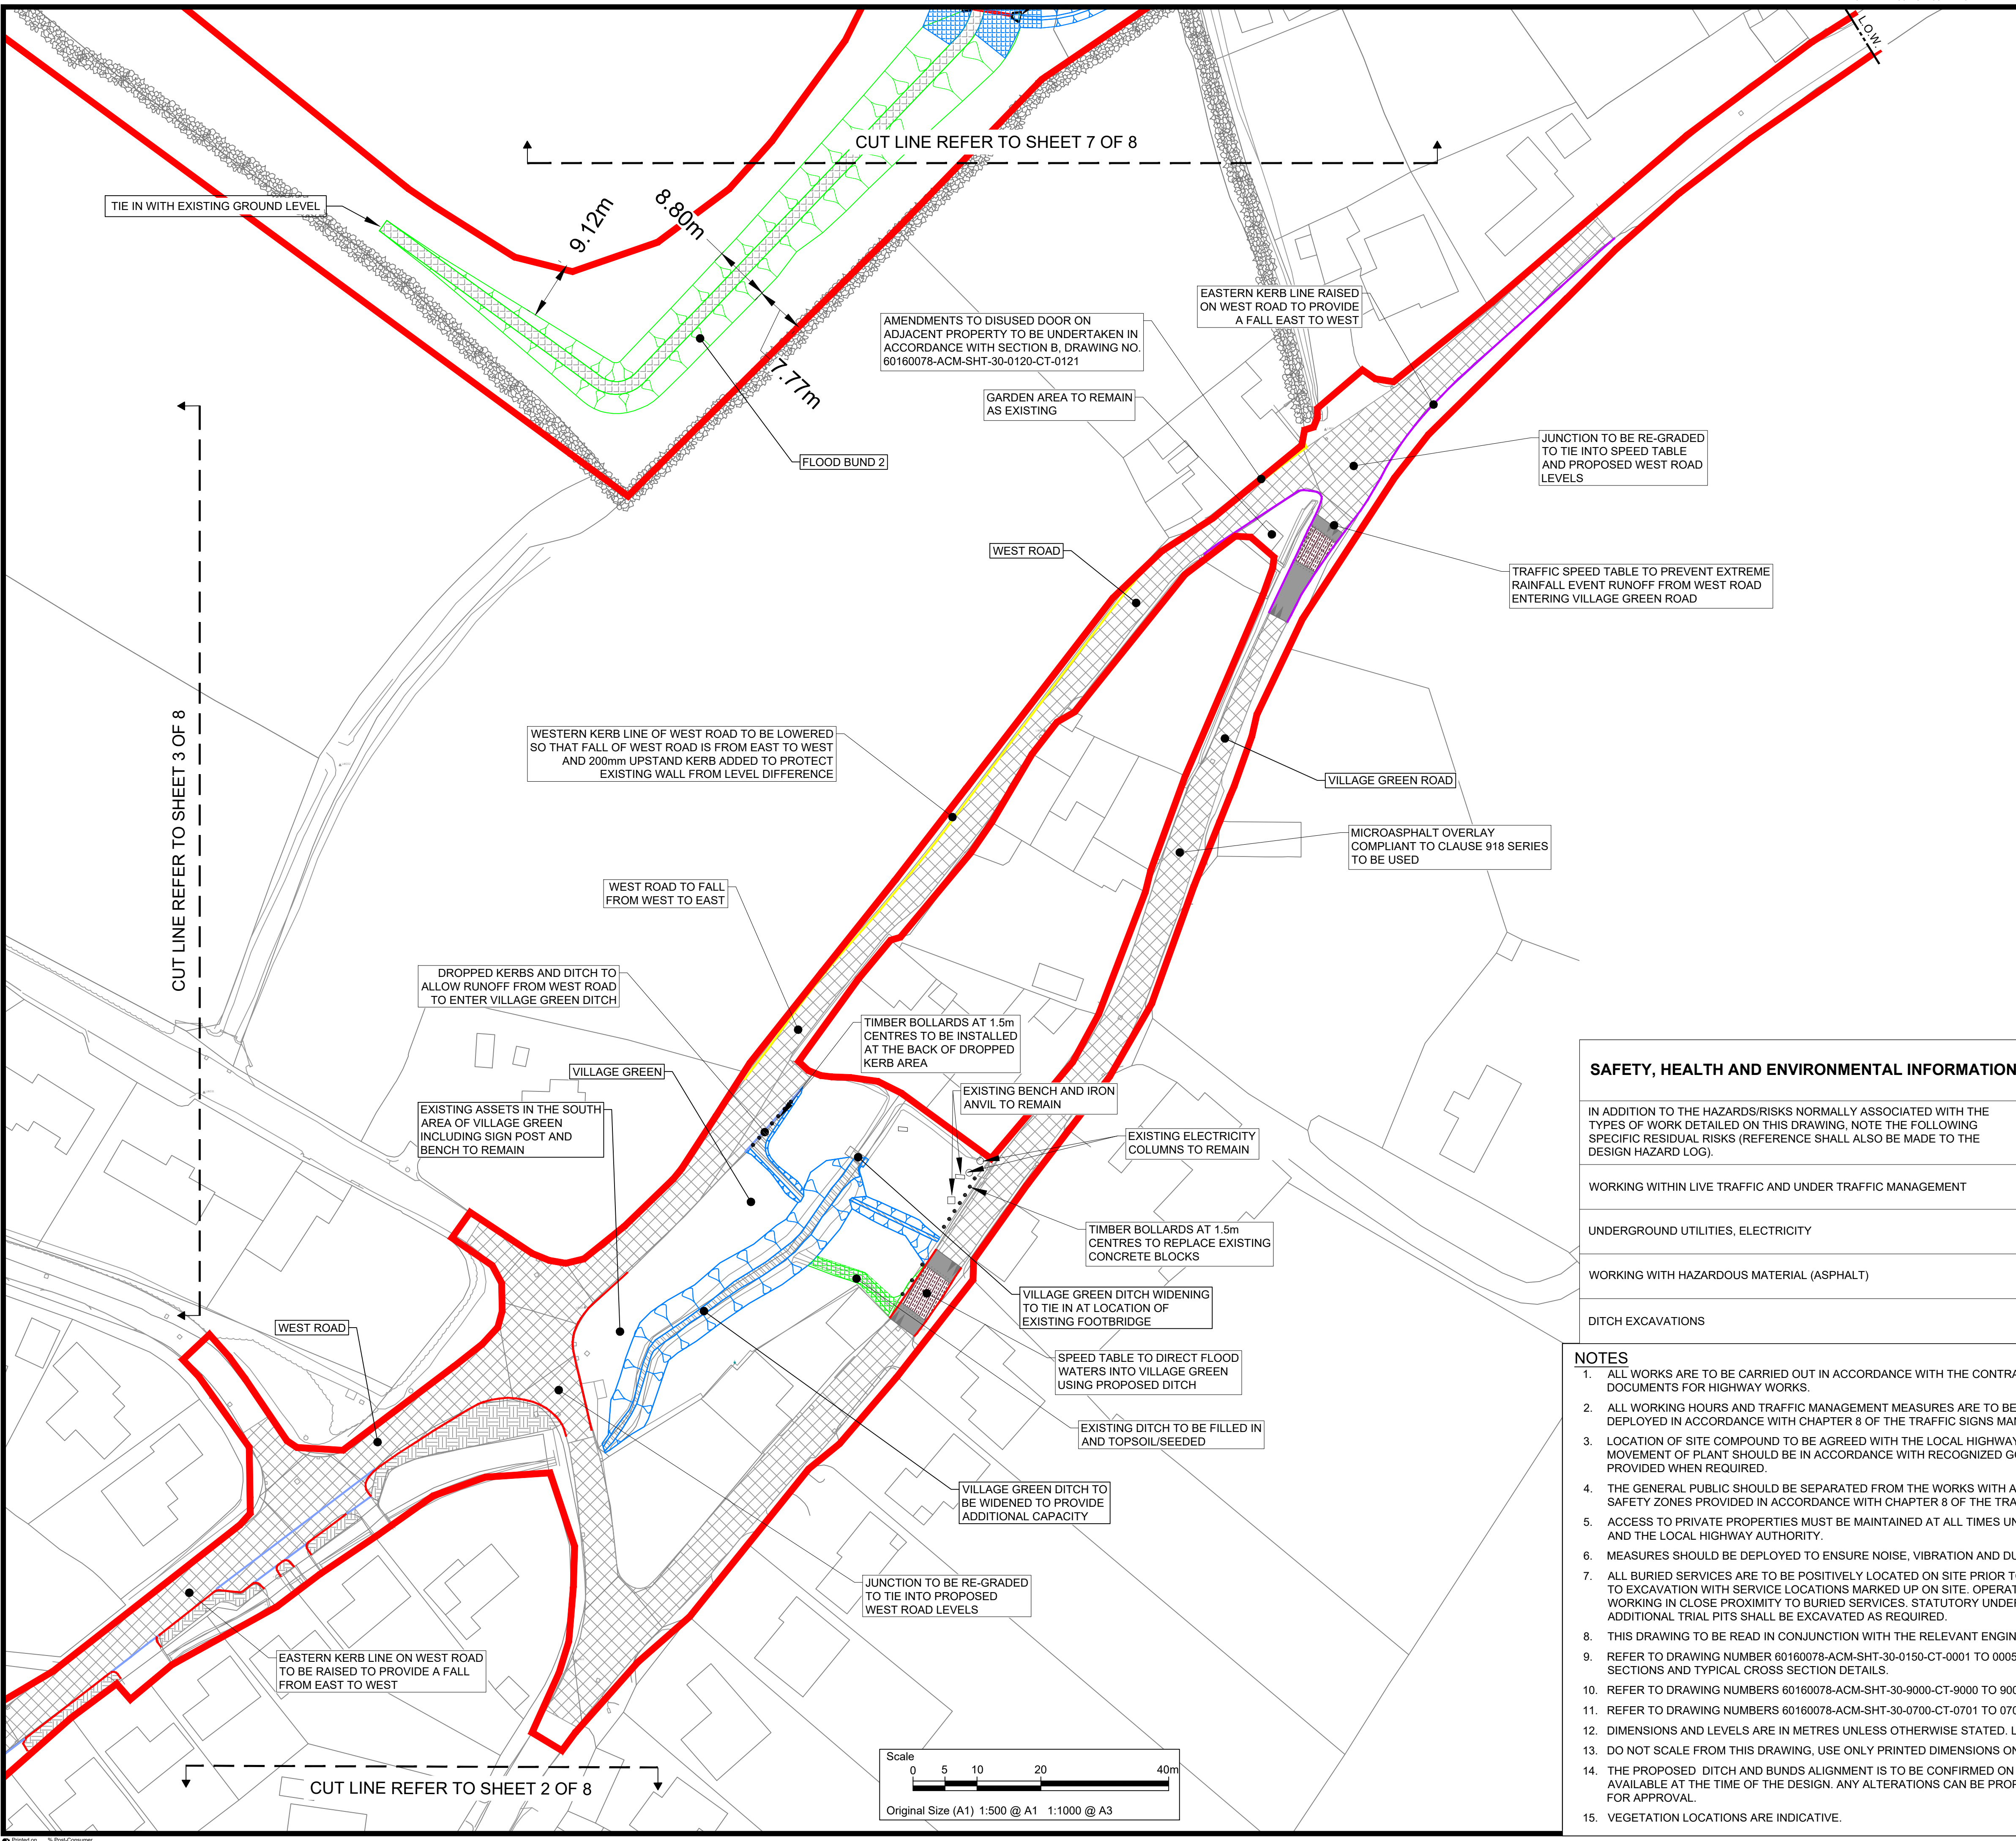 L.O.W.
CUT LINE REFER TO SHEET 7 OF 8
TIE IN WITH EXISTING GROUND LEVEL
9.12m
8.80m
7.77m
FLOOD BUND 2
EASTERN KERB LINE RAISED
ON WEST ROAD TO PROVIDE
A FALL EAST TO WEST
AMENDMENTS TO DISUSED DOOR ON
ADJACENT PROPERTY TO BE UNDERTAKEN IN
ACCORDANCE WITH SECTION B, DRAWING NO.
60160078-ACM-SHT-30-0120-CT-0121
GARDEN AREA TO REMAIN
AS EXISTING
JUNCTION TO BE RE-GRADED
TO TIE INTO SPEED TABLE
AND PROPOSED WEST ROAD
LEVELS
WEST ROAD
TRAFFIC SPEED TABLE TO PREVENT EXTREME
RAINFALL EVENT RUNOFF FROM WEST ROAD
ENTERING VILLAGE GREEN ROAD
CUT LINE REFER TO SHEET 3 OF 8
WESTERN KERB LINE OF WEST ROAD TO BE LOWERED
SO THAT FALL OF WEST ROAD IS FROM EAST TO WEST
AND 200mm UPSTAND KERB ADDED TO PROTECT
EXISTING WALL FROM LEVEL DIFFERENCE
VILLAGE GREEN ROAD
MICROASPHALT OVERLAY
COMPLIANT TO CLAUSE 918 SERIES
TO BE USED
WEST ROAD TO FALL
FROM WEST TO EAST
DROPPED KERBS AND DITCH TO
ALLOW RUNOFF FROM WEST ROAD
TO ENTER VILLAGE GREEN DITCH
TIMBER BOLLARDS AT 1.5m
CENTRES TO BE INSTALLED
AT THE BACK OF DROPPED
KERB AREA
VILLAGE GREEN
EXISTING BENCH AND IRON
ANVIL TO REMAIN
EXISTING ASSETS IN THE SOUTH
AREA OF VILLAGE GREEN
INCLUDING SIGN POST AND
BENCH TO REMAIN
EXISTING ELECTRICITY
COLUMNS TO REMAIN
TIMBER BOLLARDS AT 1.5m
CENTRES TO REPLACE EXISTING
CONCRETE BLOCKS
VILLAGE GREEN DITCH WIDENING
TO TIE IN AT LOCATION OF
EXISTING FOOTBRIDGE
WEST ROAD
SPEED TABLE TO DIRECT FLOOD
WATERS INTO VILLAGE GREEN
USING PROPOSED DITCH
EXISTING DITCH TO BE FILLED IN
AND TOPSOIL/SEEDED
VILLAGE GREEN DITCH TO
BE WIDENED TO PROVIDE
ADDITIONAL CAPACITY
JUNCTION TO BE RE-GRADED
TO TIE INTO PROPOSED
WEST ROAD LEVELS
EASTERN KERB LINE ON WEST ROAD
TO BE RAISED TO PROVIDE A FALL
FROM EAST TO WEST
CUT LINE REFER TO SHEET 2 OF 8
Scale
0 5 10 20 40m
Original Size (A1) 1:500 @ A1 1:1000 @ A3
SAFETY, HEALTH AND ENVIRONMENTAL INFORMATION
IN ADDITION TO THE HAZARDS/RISKS NORMALLY ASSOCIATED WITH THE
TYPES OF WORK DETAILED ON THIS DRAWING, NOTE THE FOLLOWING
SPECIFIC RESIDUAL RISKS (REFERENCE SHALL ALSO BE MADE TO THE
DESIGN HAZARD LOG).
WORKING WITHIN LIVE TRAFFIC AND UNDER TRAFFIC MANAGEMENT
UNDERGROUND UTILITIES, ELECTRICITY
WORKING WITH HAZARDOUS MATERIAL (ASPHALT)
DITCH EXCAVATIONS
NOTES
1. ALL WORKS ARE TO BE CARRIED OUT IN ACCORDANCE WITH THE CONTRA
DOCUMENTS FOR HIGHWAY WORKS.
2. ALL WORKING HOURS AND TRAFFIC MANAGEMENT MEASURES ARE TO BE
DEPLOYED IN ACCORDANCE WITH CHAPTER 8 OF THE TRAFFIC SIGNS MA
3. LOCATION OF SITE COMPOUND TO BE AGREED WITH THE LOCAL HIGHWAY
MOVEMENT OF PLANT SHOULD BE IN ACCORDANCE WITH RECOGNIZED G
PROVIDED WHEN REQUIRED.
4. THE GENERAL PUBLIC SHOULD BE SEPARATED FROM THE WORKS WITH A
SAFETY ZONES PROVIDED IN ACCORDANCE WITH CHAPTER 8 OF THE TRA
5. ACCESS TO PRIVATE PROPERTIES MUST BE MAINTAINED AT ALL TIMES UN
AND THE LOCAL HIGHWAY AUTHORITY.
6. MEASURES SHOULD BE DEPLOYED TO ENSURE NOISE, VIBRATION AND DU
7. ALL BURIED SERVICES ARE TO BE POSITIVELY LOCATED ON SITE PRIOR TO
TO EXCAVATION WITH SERVICE LOCATIONS MARKED UP ON SITE. OPERAT
WORKING IN CLOSE PROXIMITY TO BURIED SERVICES. STATUTORY UNDE
ADDITIONAL TRIAL PITS SHALL BE EXCAVATED AS REQUIRED.
8. THIS DRAWING TO BE READ IN CONJUNCTION WITH THE RELEVANT ENGIN
9. REFER TO DRAWING NUMBER 60160078-ACM-SHT-30-0150-CT-0001 TO 0005
SECTIONS AND TYPICAL CROSS SECTION DETAILS.
10. REFER TO DRAWING NUMBERS 60160078-ACM-SHT-30-9000-CT-9000 TO 900
11. REFER TO DRAWING NUMBERS 60160078-ACM-SHT-30-0700-CT-0701 TO 070
12. DIMENSIONS AND LEVELS ARE IN METRES UNLESS OTHERWISE STATED. L
13. DO NOT SCALE FROM THIS DRAWING, USE ONLY PRINTED DIMENSIONS ON
14. THE PROPOSED DITCH AND BUNDS ALIGNMENT IS TO BE CONFIRMED ON
AVAILABLE AT THE TIME OF THE DESIGN. ANY ALTERATIONS CAN BE PRO
FOR APPROVAL.
15. VEGETATION LOCATIONS ARE INDICATIVE.
Printed on % Post-Consumer